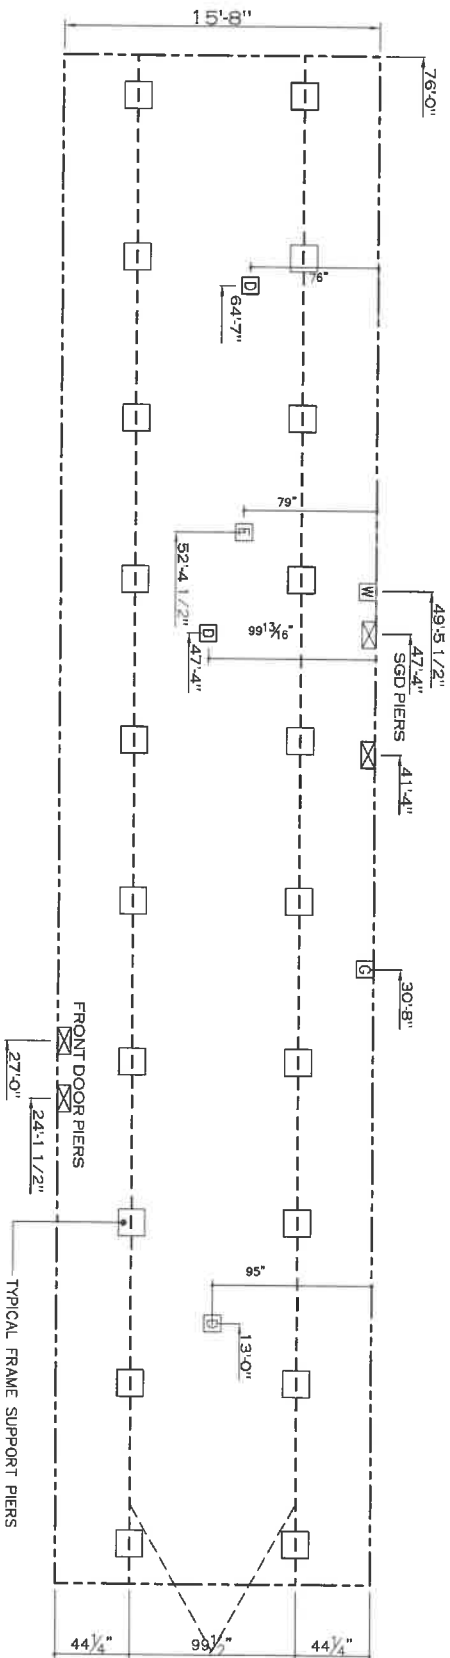 15'-8"
76'-0"
76"
D
64'-7"
79"
E
52'-4 1/2"
W
49'-5 1/2"
99 13/16"
D
47'-4"
47'-4"
SGD PIERS
41'-4"
G
30'-8"
FRONT DOOR PIERS
27'-0"
24'-1 1/2"
95"
D
13'-0"
TYPICAL FRAME SUPPORT PIERS
44 1/4"
99 1/2"
44 1/4"